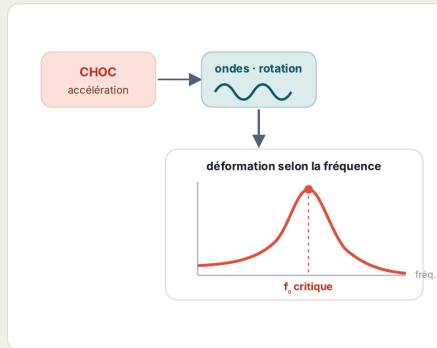 CHOC
accélération
ondes · rotation
déformation selon la fréquence
fréq.
f₀ critique